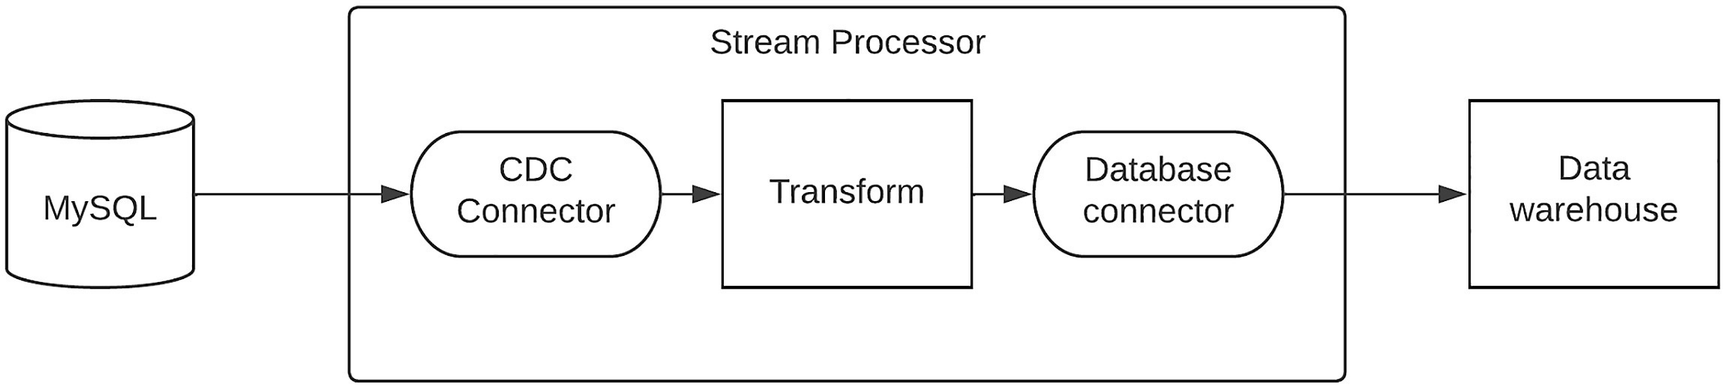 Stream Processor
MySQL
CDC
Connector
Transform
Database
connector
Data
warehouse